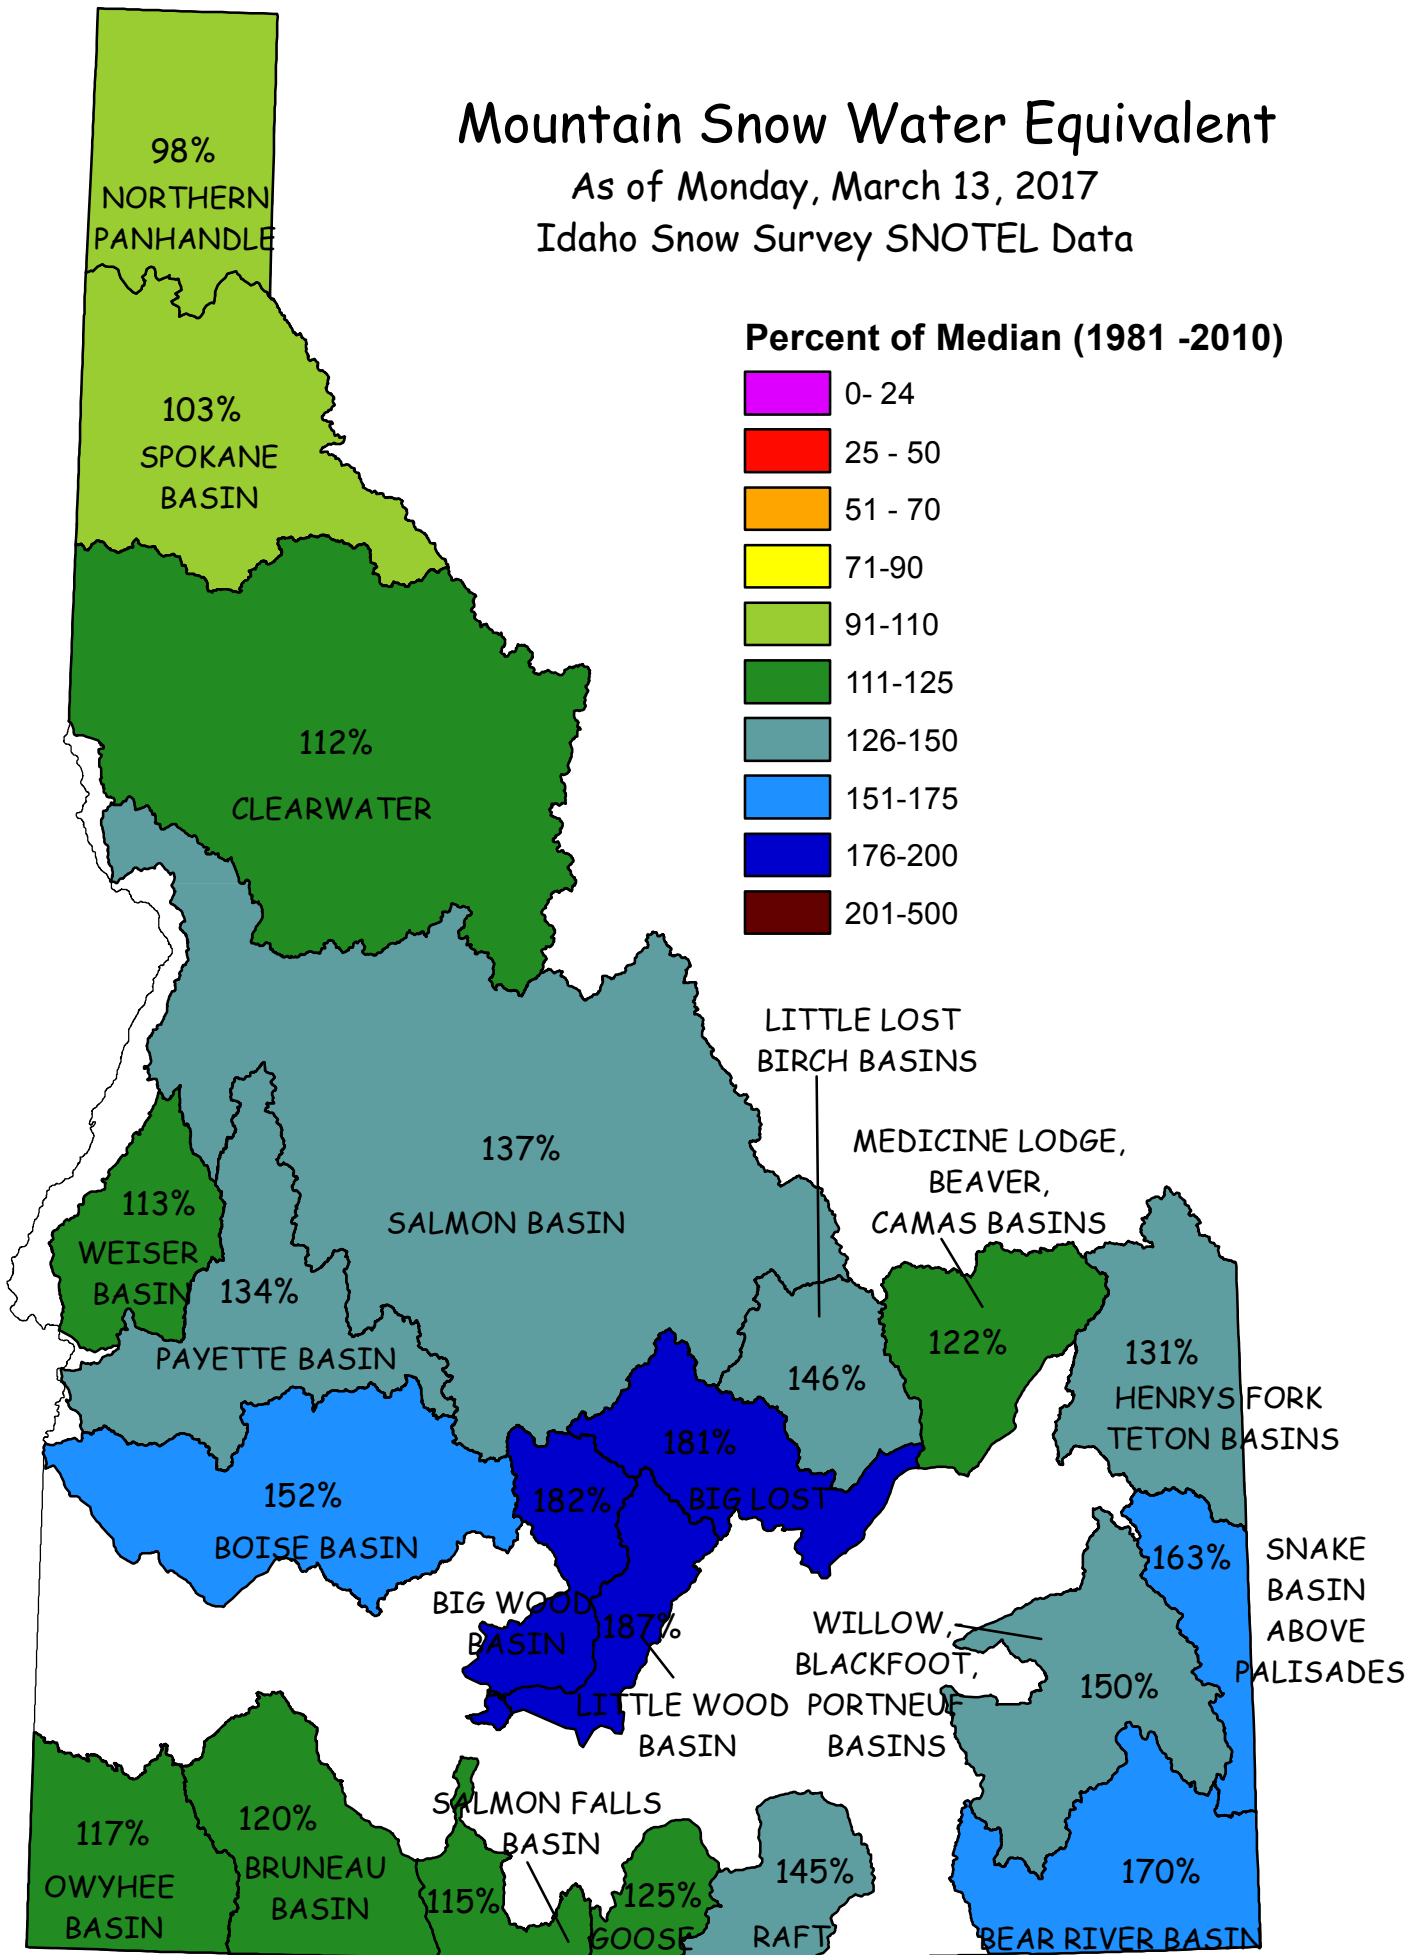 Mountain Snow Water Equivalent
As of Monday, March 13, 2017
Idaho Snow Survey SNOTEL Data
Percent of Median (1981 -2010)
0- 24
25 - 50
51 - 70
71-90
91-110
111-125
126-150
151-175
176-200
201-500
98%
NORTHERN
PANHANDLE
103%
SPOKANE
BASIN
112%
CLEARWATER
LITTLE LOST
BIRCH BASINS
146%
MEDICINE LODGE,
BEAVER,
CAMAS BASINS
122%
137%
SALMON BASIN
113%
WEISER
BASIN
134%
PAYETTE BASIN
131%
HENRYS FORK
TETON BASINS
181%
BIG LOST
152%
BOISE BASIN
182%
BIG WOOD
BASIN
187%
LITTLE WOOD
BASIN
163%
SNAKE
BASIN
ABOVE
PALISADES
WILLOW,
BLACKFOOT,
PORTNEUF
BASINS
150%
117%
OWYHEE
BASIN
120%
BRUNEAU
BASIN
SALMON FALLS
BASIN
115%
125%
GOOSE
145%
RAFT
170%
BEAR RIVER BASIN